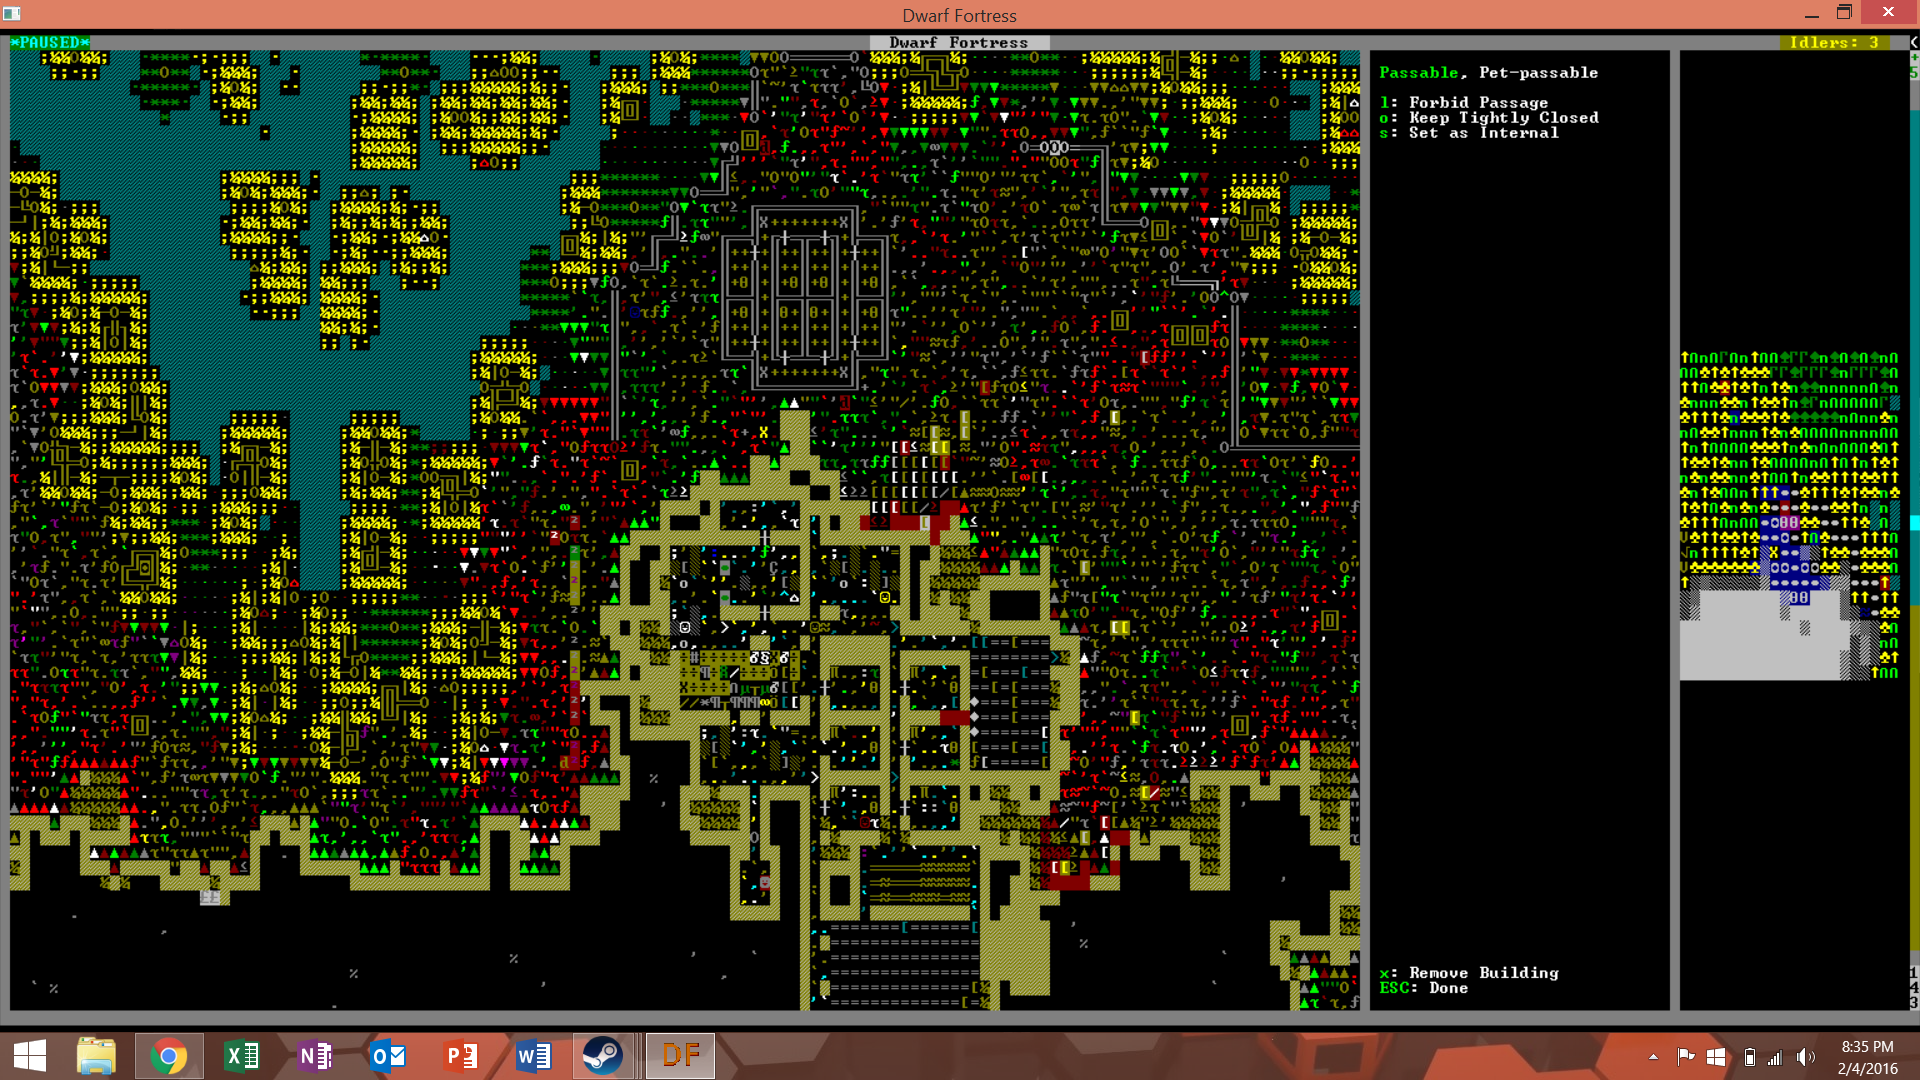 Dwarf Fortress
*PAUSED*
Dwarf Fortress
Idlers: 3
Passable, Pet-passable
l: Forbid Passage
o: Keep Tightly Closed
s: Set as Internal
x: Remove Building
ESC: Done
DF
8:35 PM
2/4/2016